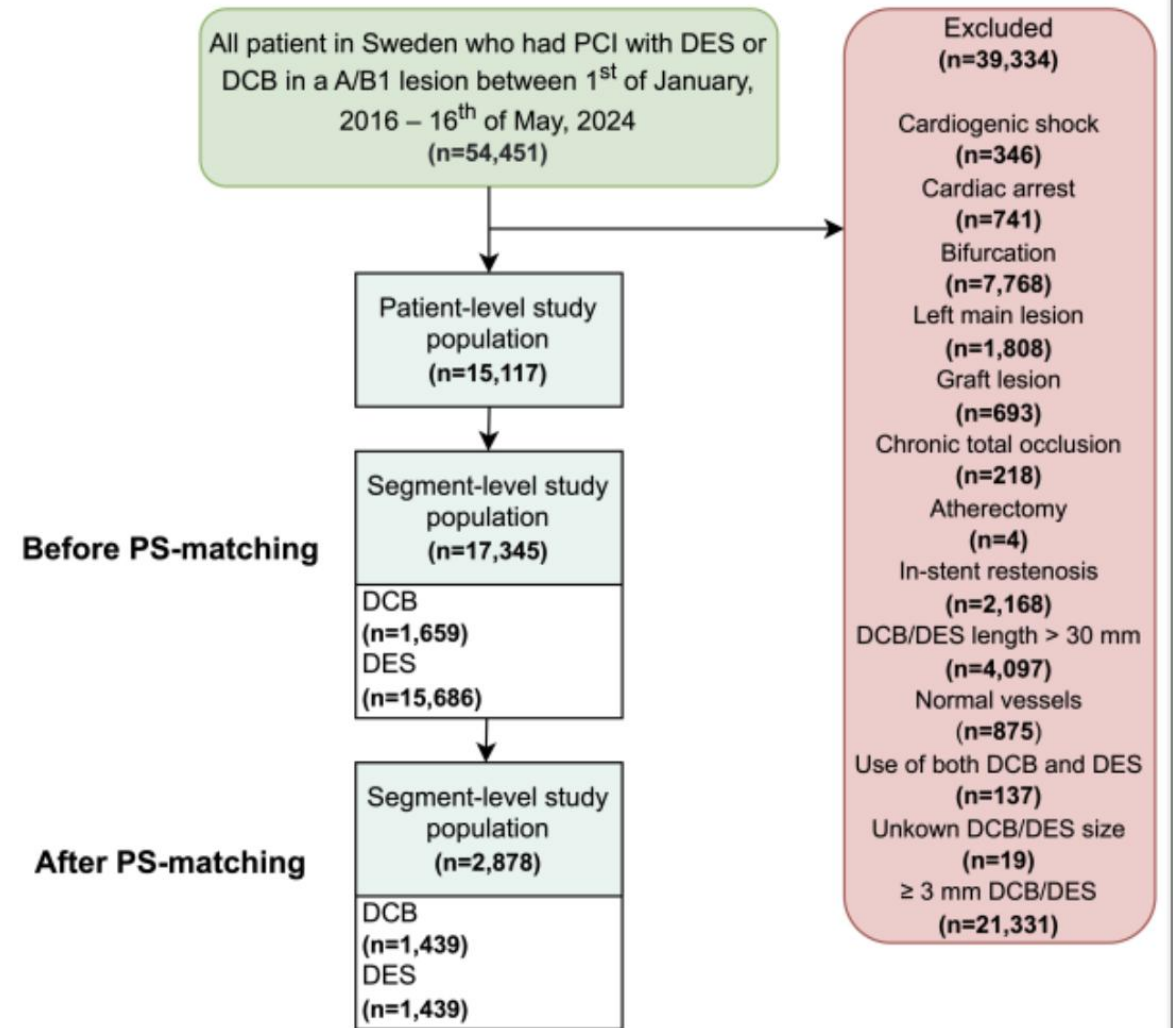 All patient in Sweden who had PCI with DES or
DCB in a A/B1 lesion between 1st of January,
2016 – 16th of May, 2024
(n=54,451)
Excluded
(n=39,334)
Cardiogenic shock
(n=346)
Cardiac arrest
(n=741)
Bifurcation
(n=7,768)
Left main lesion
(n=1,808)
Graft lesion
(n=693)
Chronic total occlusion
(n=218)
Atherectomy
(n=4)
In-stent restenosis
(n=2,168)
DCB/DES length > 30 mm
(n=4,097)
Normal vessels
(n=875)
Use of both DCB and DES
(n=137)
Unkown DCB/DES size
(n=19)
≥ 3 mm DCB/DES
(n=21,331)
Patient-level study
population
(n=15,117)
Before PS-matching
Segment-level study
population
(n=17,345)
DCB
(n=1,659)
DES
(n=15,686)
After PS-matching
Segment-level study
population
(n=2,878)
DCB
(n=1,439)
DES
(n=1,439)